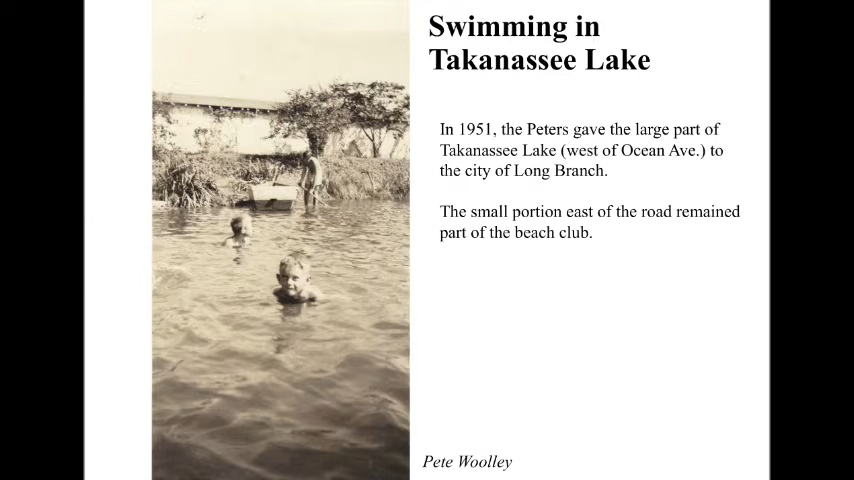 Swimming in
Takanassee Lake
In 1951, the Peters gave the large part of
Takanassee Lake (west of Ocean Ave.) to
the city of Long Branch.
The small portion east of the road remained
part of the beach club.
Pete Woolley